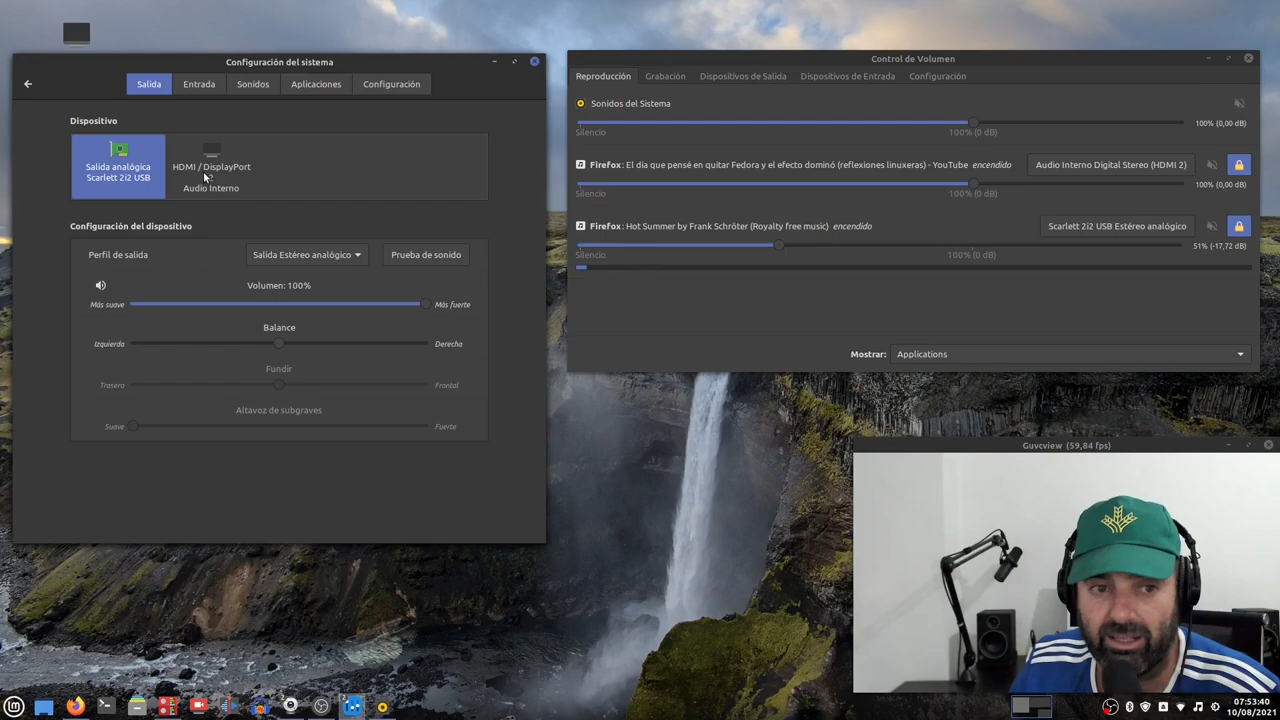 Configuración del sistema
Salida
Entrada
Sonidos
Aplicaciones
Configuración
Dispositivo
Salida analógica
Scarlett 2i2 USB
HDMI / DisplayPort
Audio Interno
Configuración del dispositivo
Perfil de salida
Salida Estéreo analógico
Prueba de sonido
Volumen: 100%
Más suave
Más fuerte
Balance
Izquierda
Derecha
Fundir
Trasero
Frontal
Altavoz de subgraves
Suave
Fuerte
Control de Volumen
Reproducción
Grabación
Dispositivos de Salida
Dispositivos de Entrada
Configuración
Sonidos del Sistema
100% (0,00 dB)
Silencio
100% (0 dB)
Firefox: El día que pensé en quitar Fedora y el efecto dominó (reflexiones linuxeras) - YouTube encendido
Audio Interno Digital Stereo (HDMI 2)
100% (0,00 dB)
Silencio
100% (0 dB)
Firefox: Hot Summer by Frank Schröter (Royalty free music) encendido
Scarlett 2i2 USB Estéreo analógico
51% (-17,72 dB)
Silencio
100% (0 dB)
Mostrar:
Applications
Guvcview (59,84 fps)
07:53:40
10/08/2021